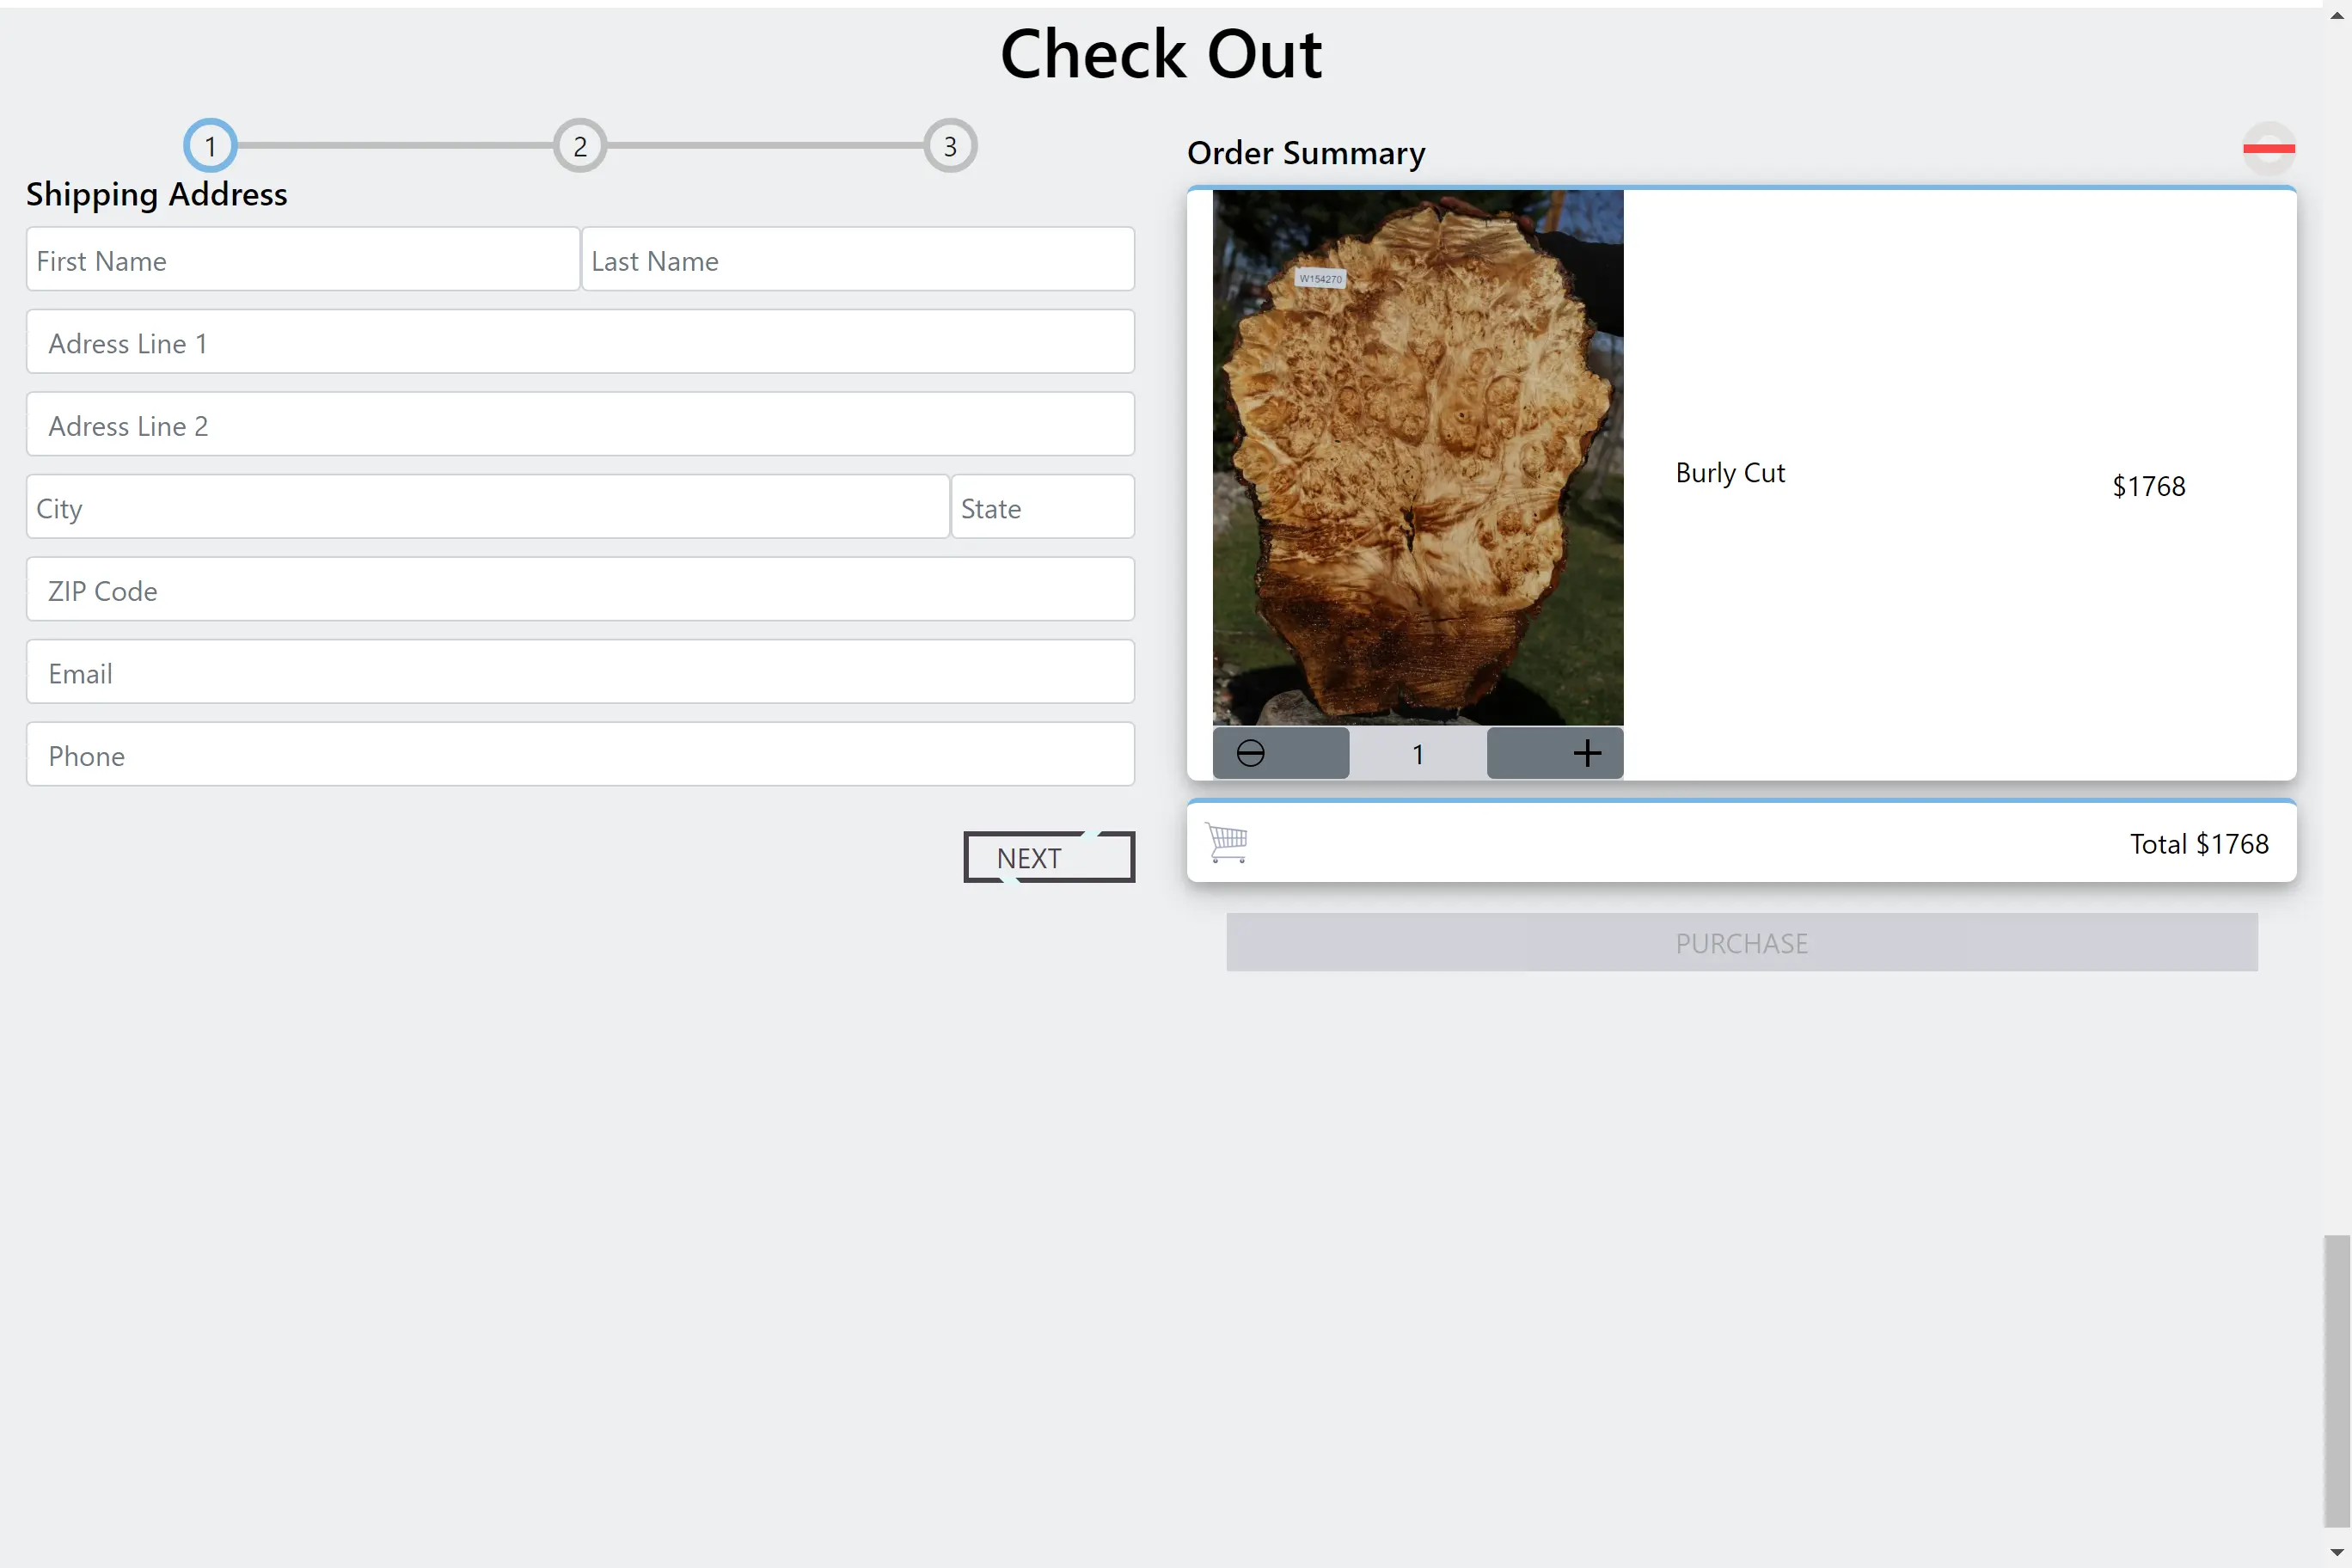 Check Out
1
2
3
Shipping Address
First Name
Last Name
Adress Line 1
Adress Line 2
City
State
ZIP Code
Email
Phone
NEXT
Order Summary
W154270
Burly Cut
$1768
1
Total $1768
PURCHASE